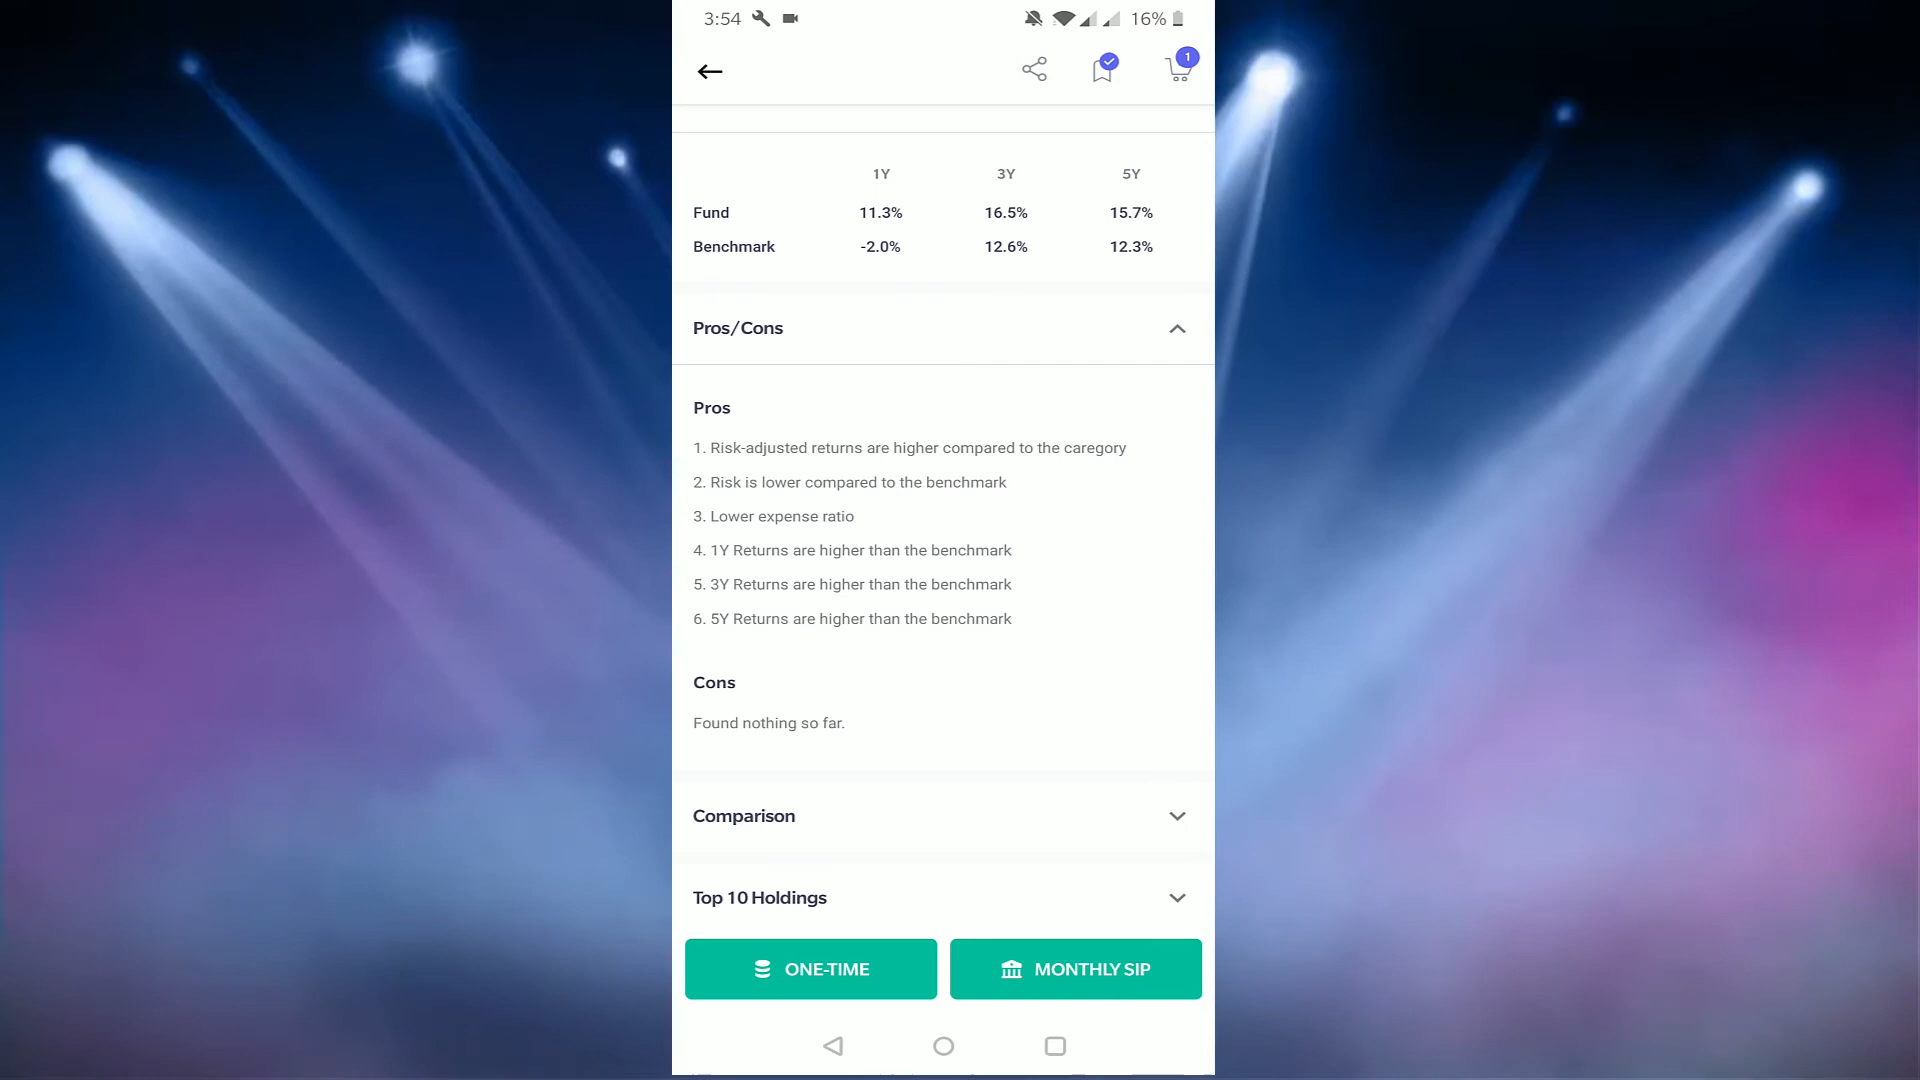 3:54 16%
1
1Y 3Y 5Y
Fund 11.3% 16.5% 15.7%
Benchmark -2.0% 12.6% 12.3%
Pros/Cons
Pros
1. Risk-adjusted returns are higher compared to the caregory
2. Risk is lower compared to the benchmark
3. Lower expense ratio
4. 1Y Returns are higher than the benchmark
5. 3Y Returns are higher than the benchmark
6. 5Y Returns are higher than the benchmark
Cons
Found nothing so far.
Comparison
Top 10 Holdings
ONE-TIME MONTHLY SIP